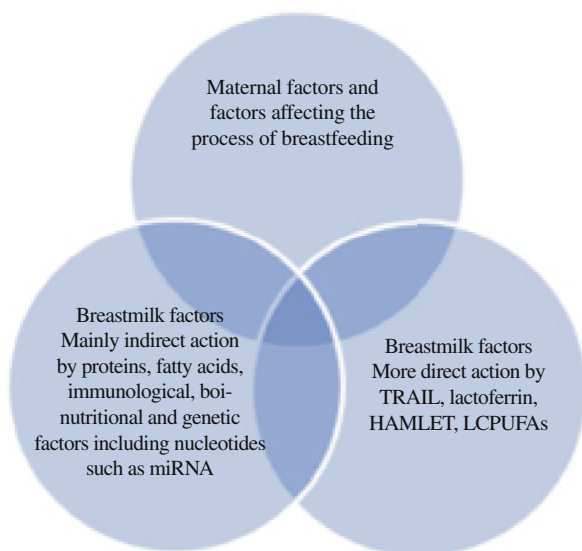 Maternal factors and
factors affecting the
process of breastfeeding
Breastmilk factors
Mainly indirect action
by proteins, fatty acids,
immunological, boi-
nutritional and genetic
factors including nucleotides
such as miRNA
Breastmilk factors
More direct action by
TRAIL, lactoferrin,
HAMLET, LCPUFAs